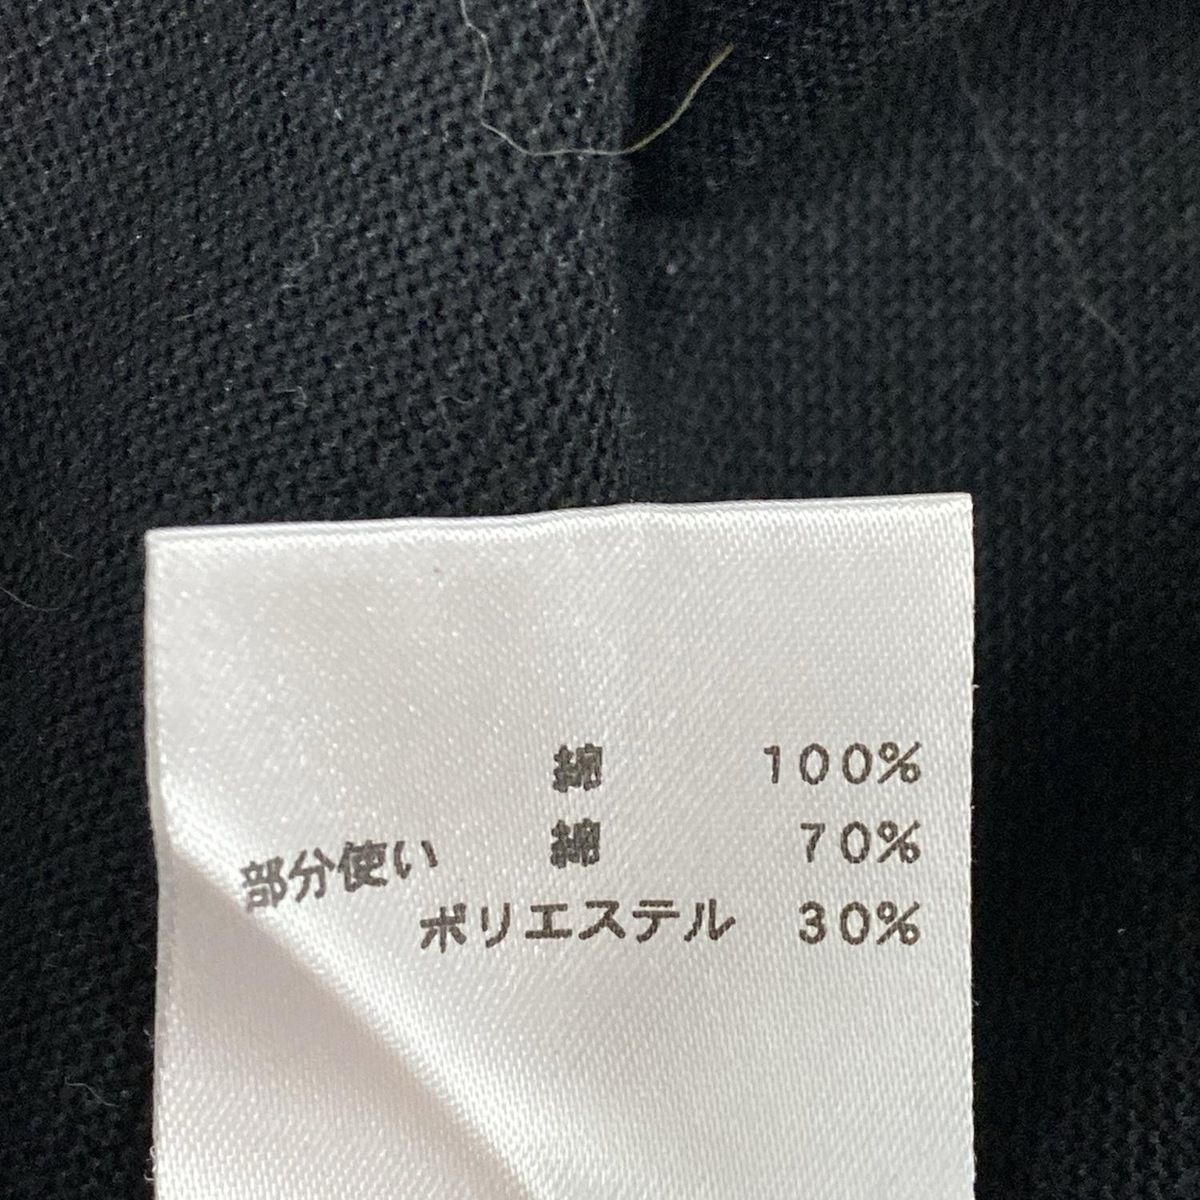 綿 100%
部分使い 綿 70%
ポリエステル 30%